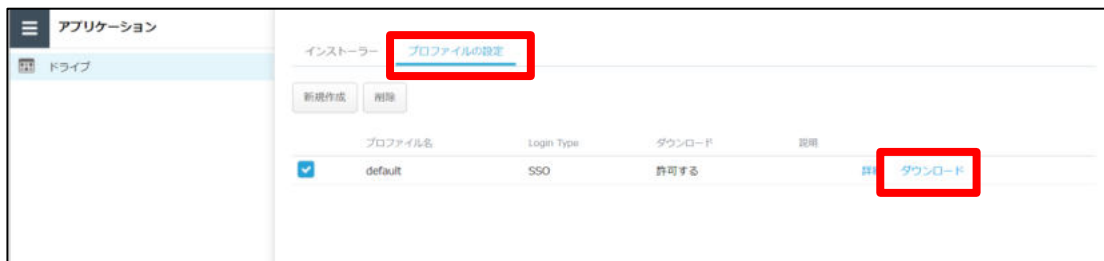 アプリケーション
ドライブ
インストーラー プロファイルの設定
新規作成 削除
プロファイル名 Login Type ダウンロード 説明
default SSO 許可する 詳細 ダウンロード